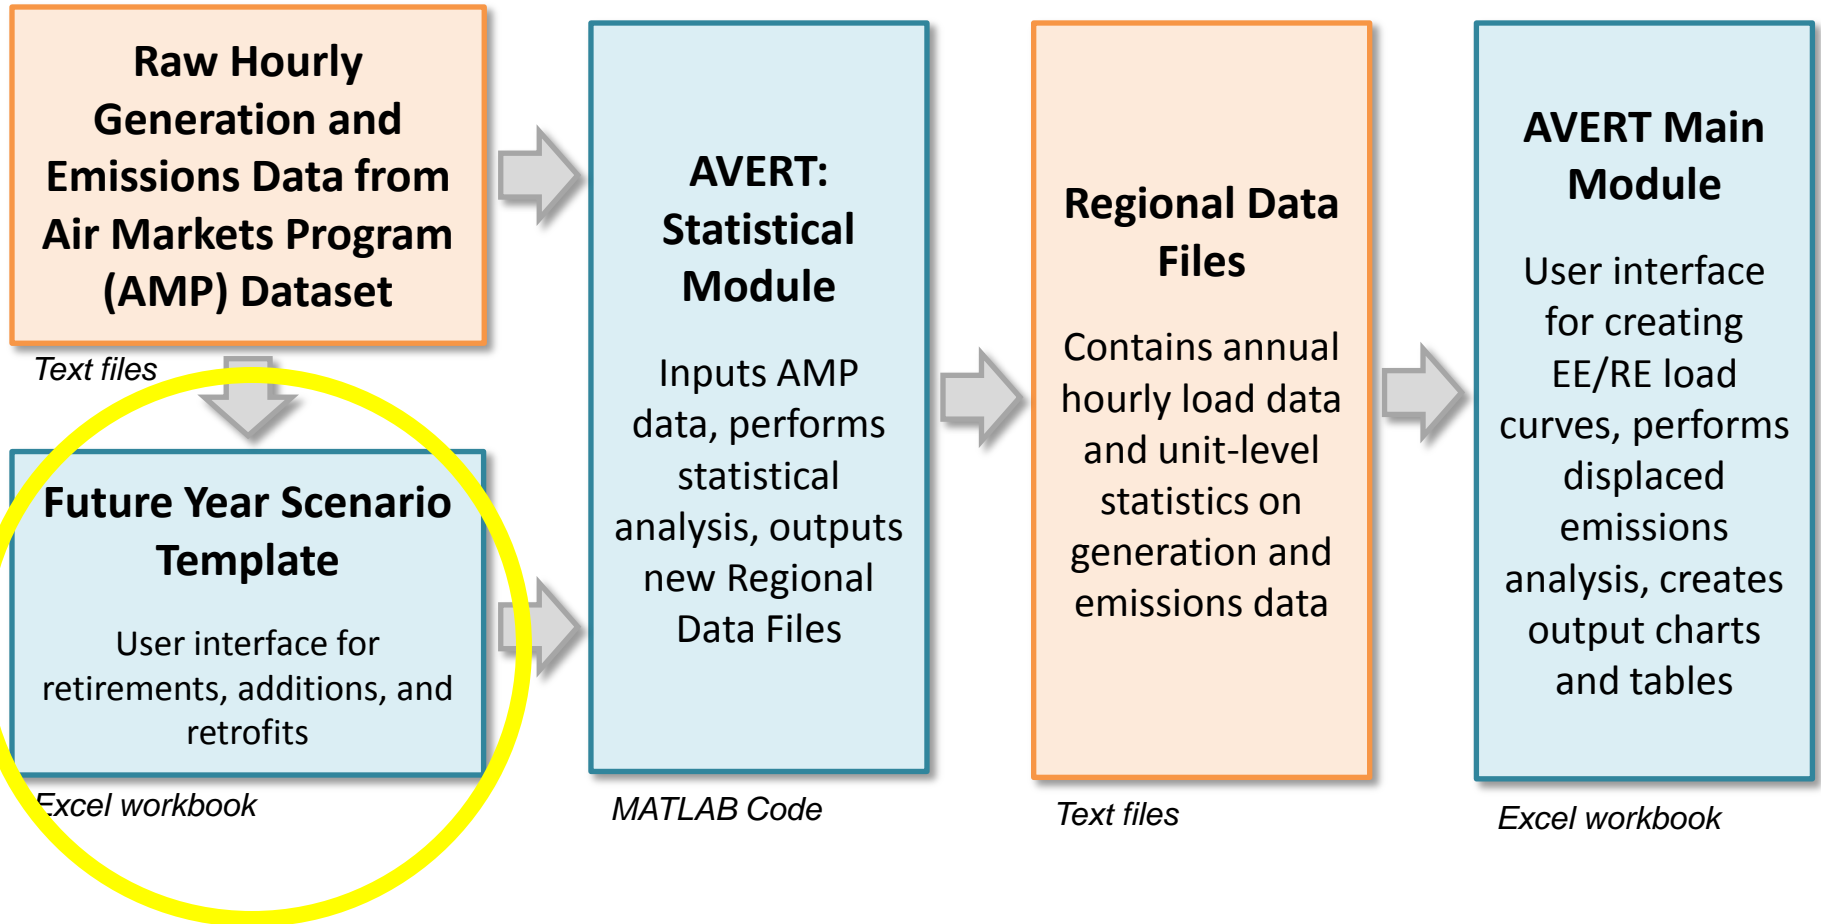 Raw Hourly
Generation and
Emissions Data from
Air Markets Program
(AMP) Dataset
Text files
Future Year Scenario
Template
User interface for
retirements, additions, and
retrofits
Excel workbook
AVERT:
Statistical
Module
Inputs AMP
data, performs
statistical
analysis, outputs
new Regional
Data Files
MATLAB Code
Regional Data
Files
Contains annual
hourly load data
and unit-level
statistics on
generation and
emissions data
Text files
AVERT Main
Module
User interface
for creating
EE/RE load
curves, performs
displaced
emissions
analysis, creates
output charts
and tables
Excel workbook